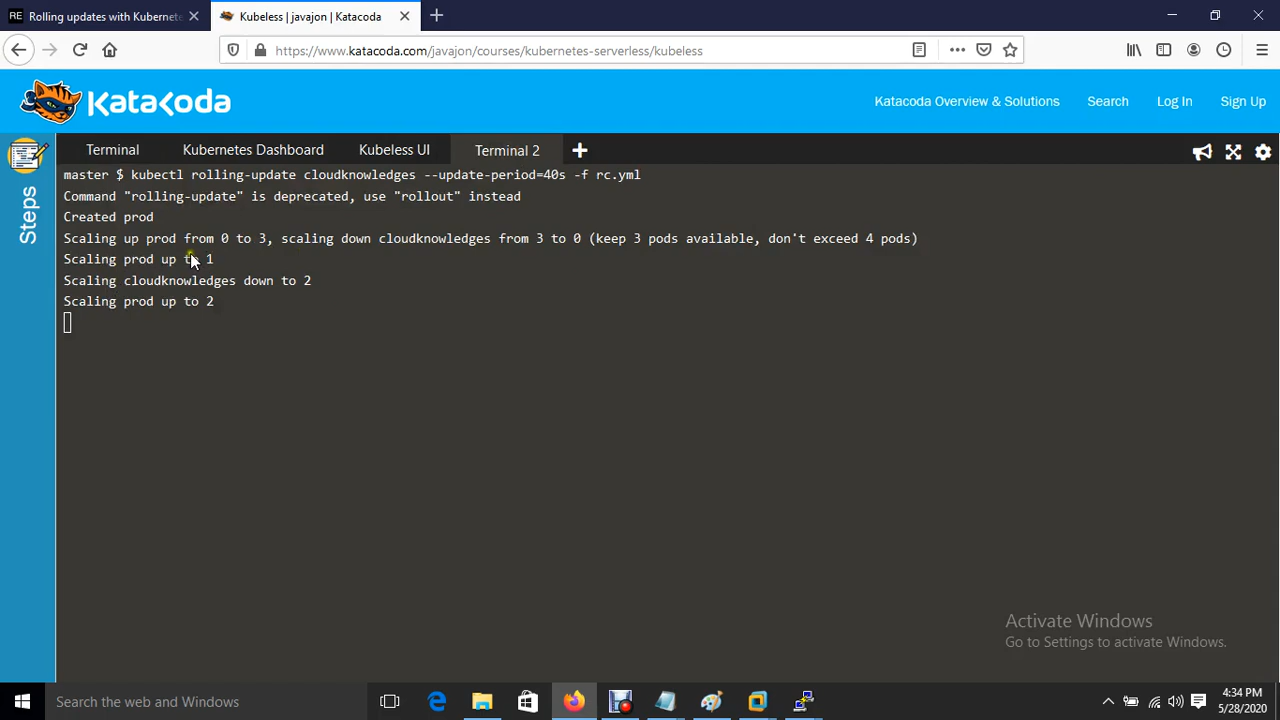 RE Rolling updates with Kubernete
Kubeless | javajon | Katacoda
https://www.katacoda.com/javajon/courses/kubernetes-serverless/kubeless
KataKoda
Katacoda Overview & Solutions
Search
Log In
Sign Up
Steps
Terminal
Kubernetes Dashboard
Kubeless UI
Terminal 2
master $ kubectl rolling-update cloudknowledges --update-period=40s -f rc.yml
Command "rolling-update" is deprecated, use "rollout" instead
Created prod
Scaling up prod from 0 to 3, scaling down cloudknowledges from 3 to 0 (keep 3 pods available, don't exceed 4 pods)
Scaling prod up to 1
Scaling cloudknowledges down to 2
Scaling prod up to 2
Activate Windows
Go to Settings to activate Windows.
Search the web and Windows
4:34 PM
5/28/2020